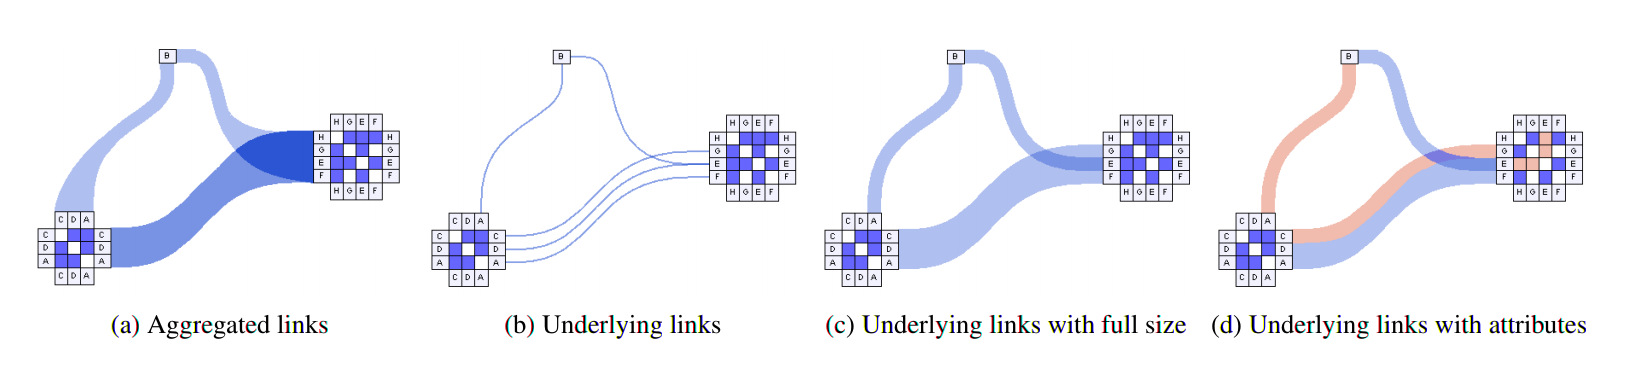 B
H G E F
H H
G G
E E
F F
H G E F
C D A
C C
D D
A A
C D A
(a) Aggregated links
B
H G E F
H H
G G
E E
F F
H G E F
C D A
C C
D D
A A
C D A
(b) Underlying links
B
H G E F
H H
G G
E E
F F
H G E F
C D A
C C
D D
A A
C D A
(c) Underlying links with full size
B
H G E F
H H
G G
E E
F F
H G E F
C D A
C C
D D
A A
C D A
(d) Underlying links with attributes